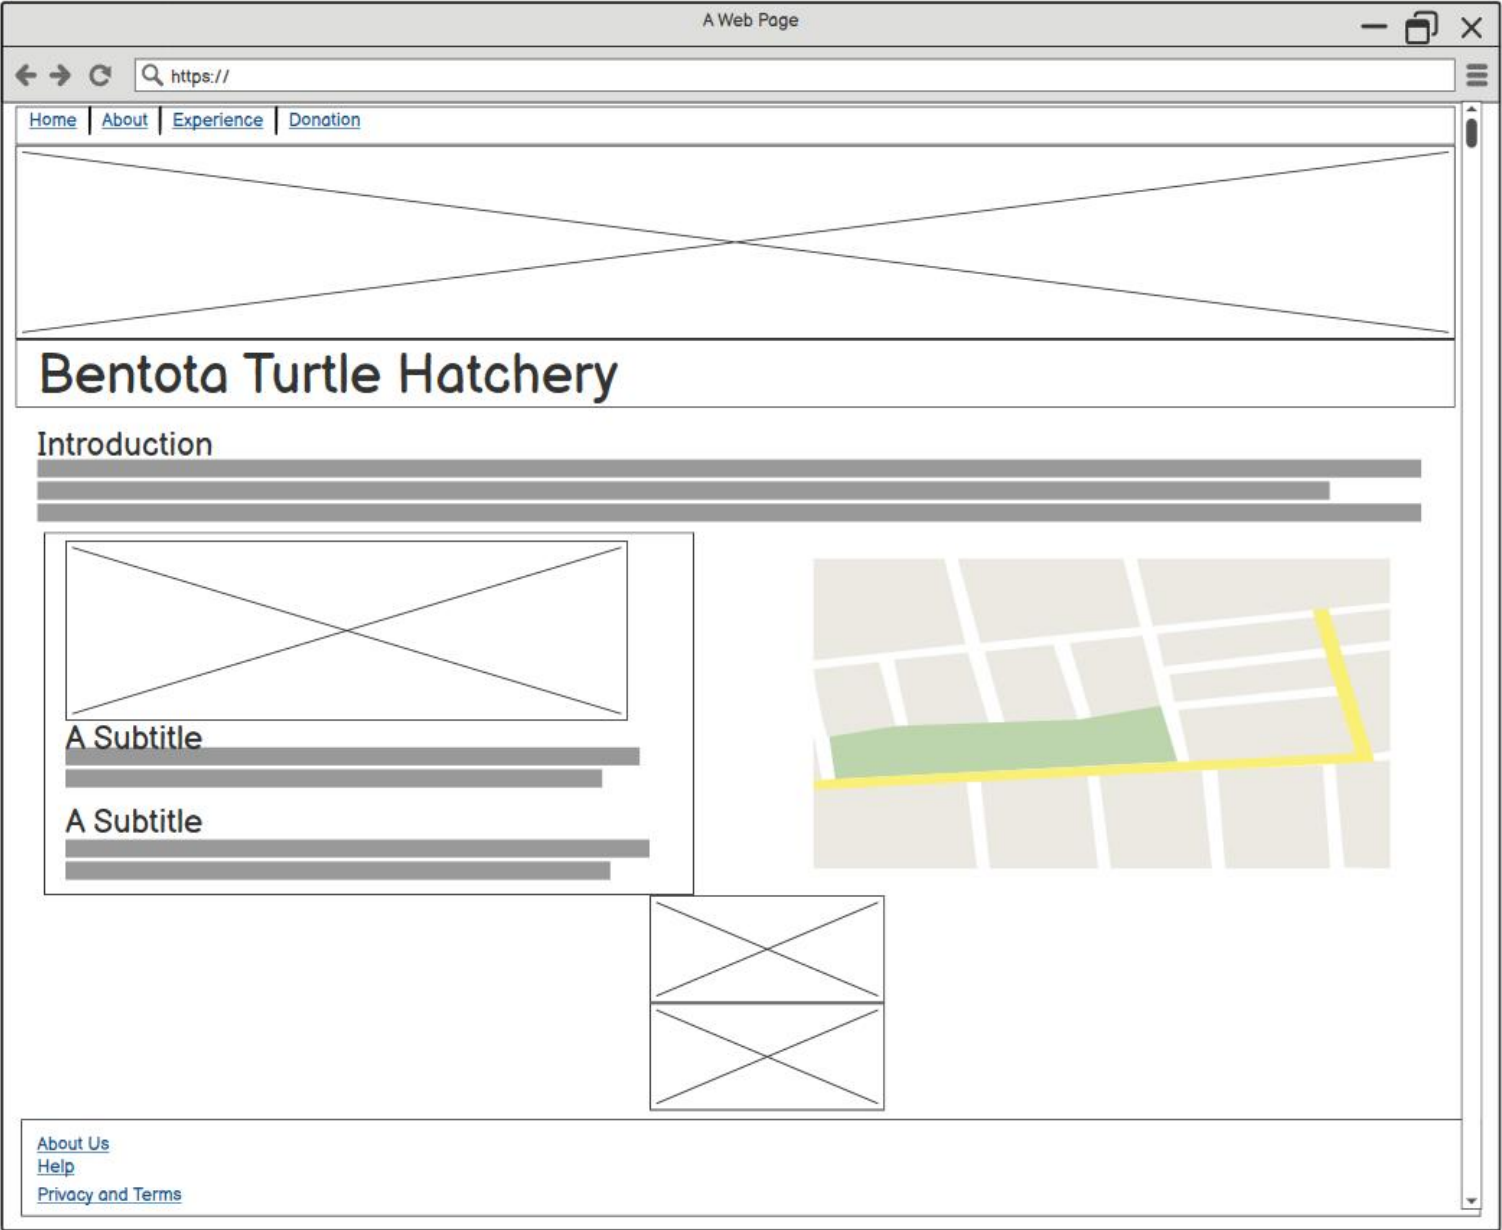 A Web Page
https://
Home About Experience Donation
Bentota Turtle Hatchery
Introduction
A Subtitle
A Subtitle
About Us
Help
Privacy and Terms